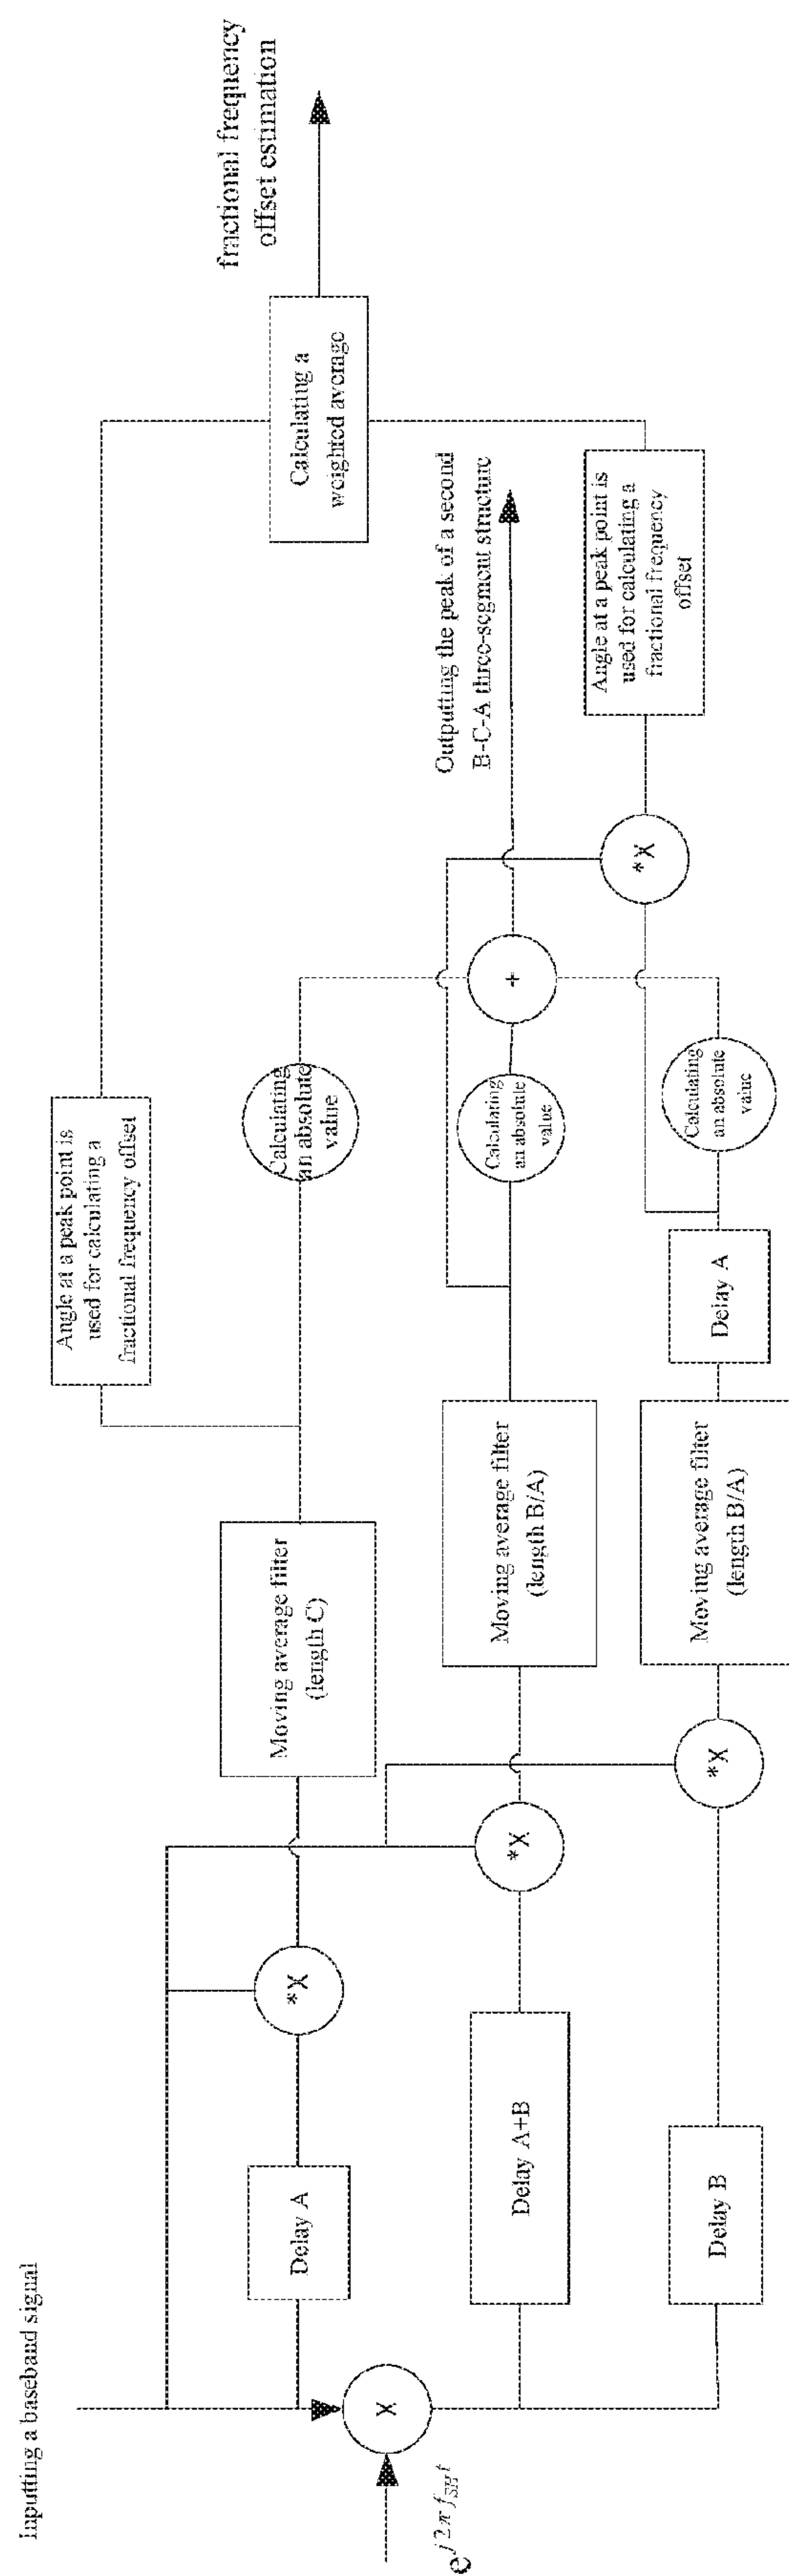 Inputting a baseband signal
e^{j2πf_{SH}t}
X
Delay A
Delay A+B
Delay B
*X
*X
*X
Moving average filter
(length C)
Moving average filter
(length B/A)
Moving average filter
(length B/A)
Delay A
Angle at a peak point is
used for calculating a
fractional frequency offset
Calculating
an absolute
value
Calculating
an absolute
value
Calculating
an absolute
value
+
*X
Outputting the peak of a second
B-C-A three-segment structure
Angle at a peak point is
used for calculating a
fractional frequency
offset
Calculating a
weighted average
fractional frequency
offset estimation